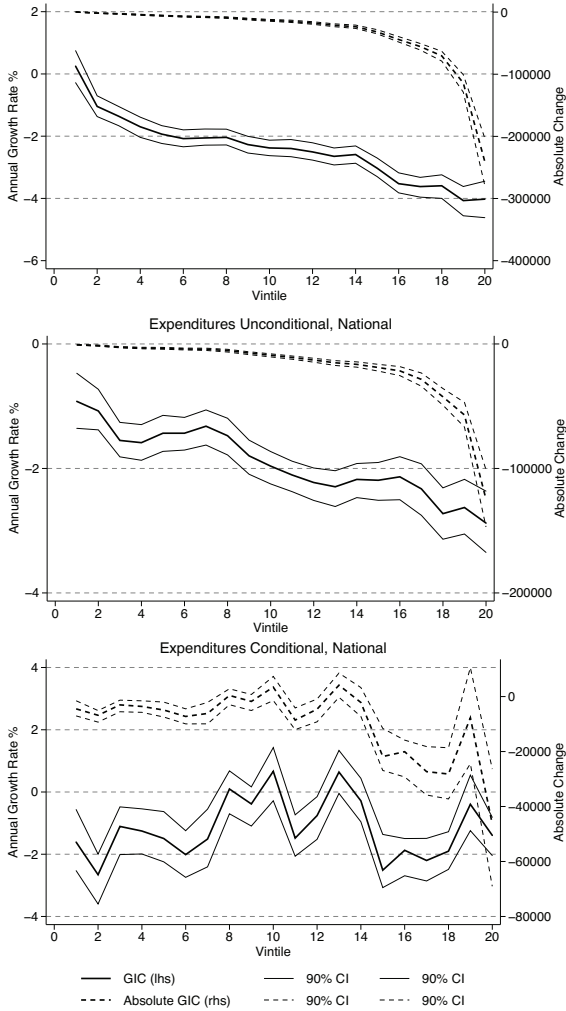 2
0
−2
−4
−6
Annual Growth Rate %
0
−100000
−200000
−300000
−400000
Absolute Change
0 2 4 6 8 10 12 14 16 18 20
Vintile
Expenditures Unconditional, National
0
−2
−4
Annual Growth Rate %
0
−100000
−200000
Absolute Change
0 2 4 6 8 10 12 14 16 18 20
Vintile
Expenditures Conditional, National
4
2
0
−2
−4
Annual Growth Rate %
0
−20000
−40000
−60000
−80000
Absolute Change
0 2 4 6 8 10 12 14 16 18 20
Vintile
GIC (lhs) 90% CI 90% CI
Absolute GIC (rhs) 90% CI 90% CI